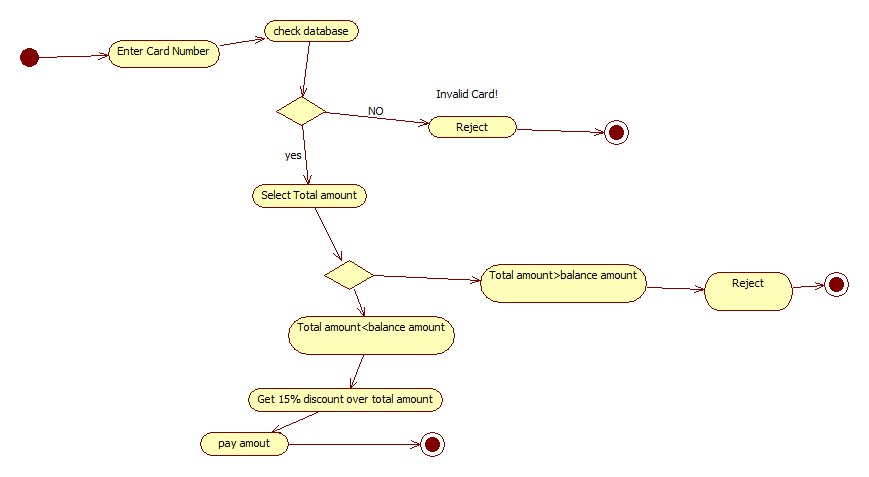 check database
Enter Card Number
Invalid Card!
NO
Reject
yes
Select Total amount
Total amount>balance amount
Reject
Total amount<balance amount
Get 15% discount over total amount
pay amout